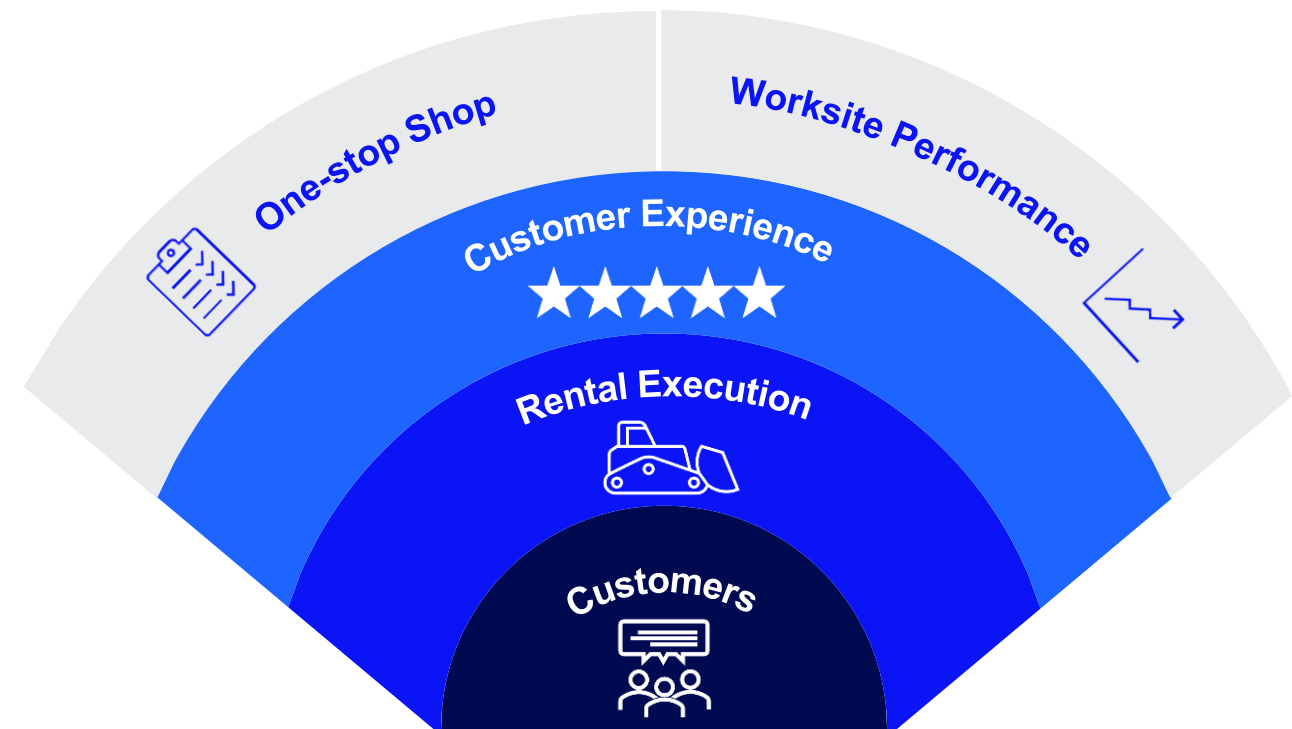 One-stop Shop
Worksite Performance
Customer Experience
Rental Execution
Customers